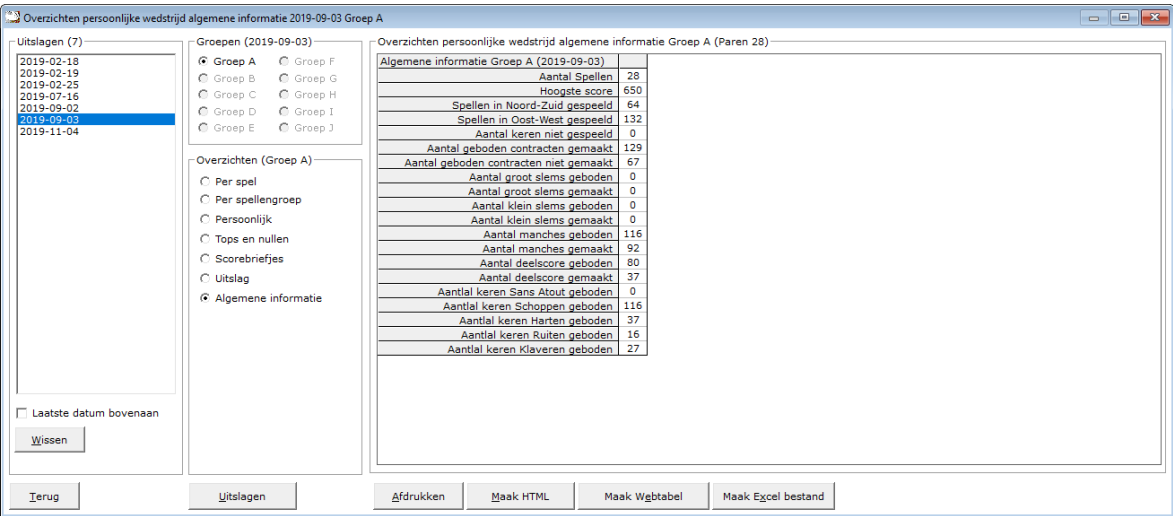 Overzichten persoonlijke wedstrijd algemene informatie 2019-09-03 Groep A
Uitslagen (7)
2019-02-18
2019-02-19
2019-02-25
2019-07-16
2019-09-02
2019-09-03
2019-11-04
Laatste datum bovenaan
Wissen
Groepen (2019-09-03)
Groep A Groep F
Groep B Groep G
Groep C Groep H
Groep D Groep I
Groep E Groep J
Overzichten (Groep A)
Per spel
Per spellengroep
Persoonlijk
Tops en nullen
Scorebriefjes
Uitslag
Algemene informatie
Overzichten persoonlijke wedstrijd algemene informatie Groep A (Paren 28)
Algemene informatie Groep A (2019-09-03)
Aantal Spellen 28
Hoogste score 650
Spellen in Noord-Zuid gespeeld 64
Spellen in Oost-West gespeeld 132
Aantal keren niet gespeeld 0
Aantal geboden contracten gemaakt 129
Aantal geboden contracten niet gemaakt 67
Aantal groot slems geboden 0
Aantal groot slems gemaakt 0
Aantal klein slems geboden 0
Aantal klein slems gemaakt 0
Aantal manches geboden 116
Aantal manches gemaakt 92
Aantal deelscore geboden 80
Aantal deelscore gemaakt 37
Aantlal keren Sans Atout geboden 0
Aantlal keren Schoppen geboden 116
Aantlal keren Harten geboden 37
Aantlal keren Ruiten geboden 16
Aantlal keren Klaveren geboden 27
Terug
Uitslagen
Afdrukken
Maak HTML
Maak Webtabel
Maak Excel bestand